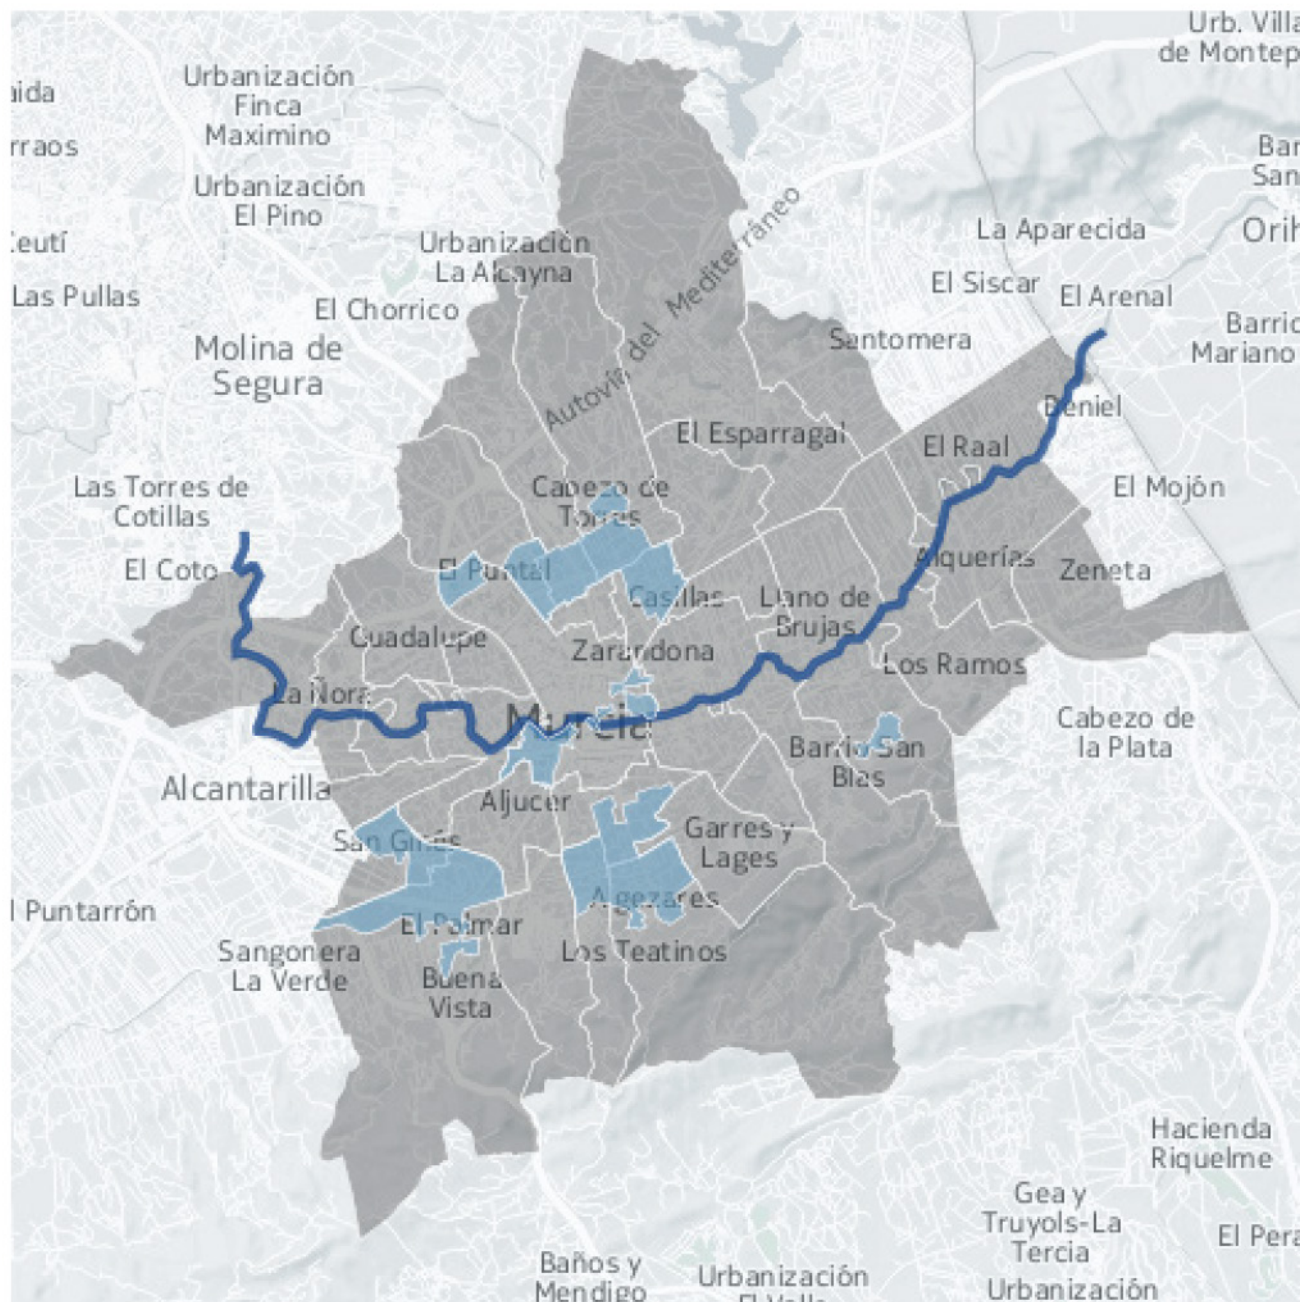 Urb. Villa
de Montep
Urbanización
Finca
Maximino
aida
rraos
Bar
San
Urbanización
El Pino
Autovía del Mediterráneo
La Aparecida
Orih
Ceutí
Urbanización
La Alcayna
El Siscar
El Arenal
Las Pullas
El Chorrico
Santomera
Barrio
Mariano
Molina de
Segura
Beniel
El Esparragal
El Raal
Las Torres de
Cotillas
Cabezo de
Torres
El Mojón
El Coto
El Puntal
Alquerías
Zeneta
Casillas
Llano de
Brujas
Guadalupe
Zarandona
Los Ramos
La Ñora
Murcia
Cabezo de
la Plata
Barrio San
Blas
Alcantarilla
Aljucer
San Ginés
Garres y
Lages
Algezares
l Puntarrón
El Palmar
Sangonera
La Verde
Los Teatinos
Buena
Vista
Hacienda
Riquelme
Gea y
Truyols-La
Tercia
El Pera
Baños y
Mendigo
Urbanización
El Valle
Urbanización